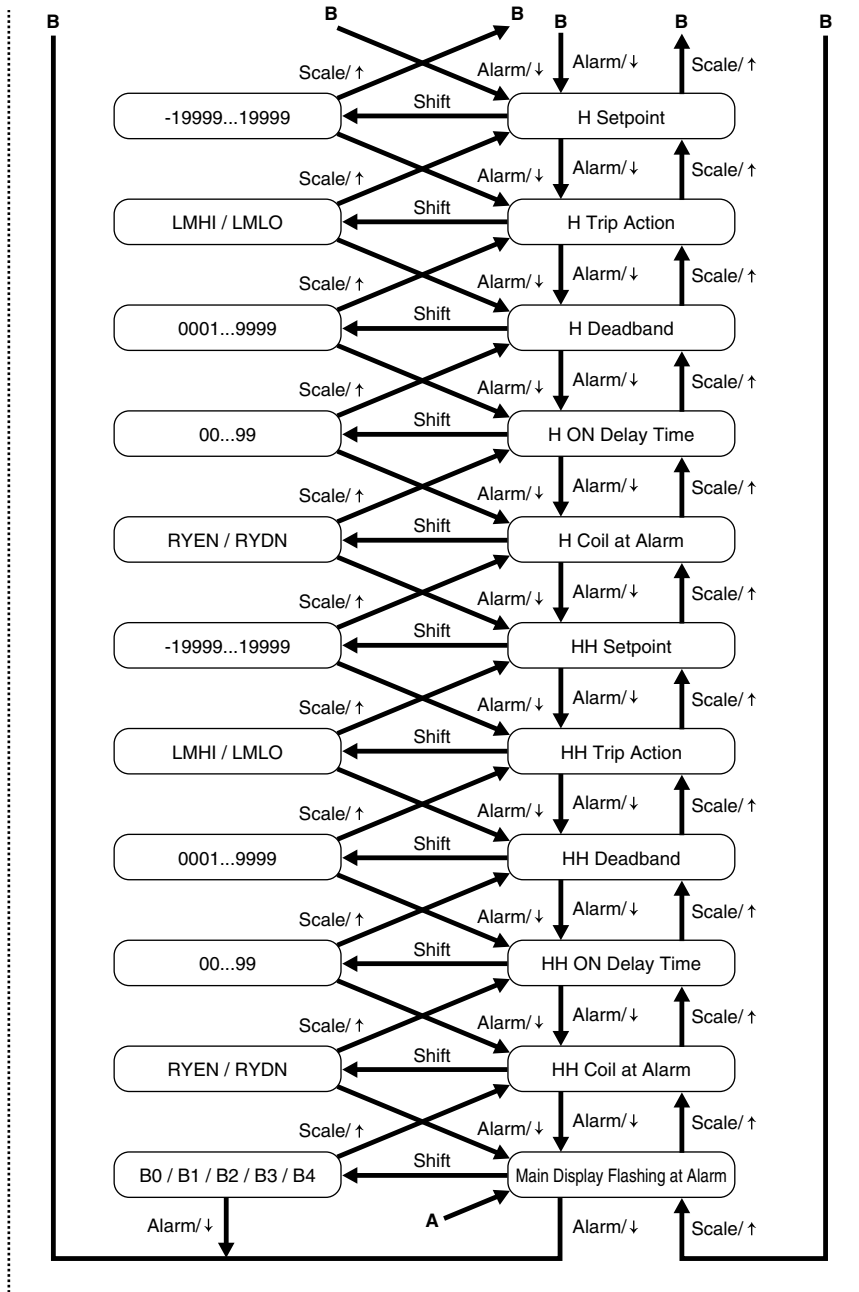 B B B B B B
Scale/↑ Alarm/↓ Alarm/↓ Scale/↑
-19999...19999 Shift H Setpoint
Scale/↑ Alarm/↓ Alarm/↓ Scale/↑
LMHI / LMLO Shift H Trip Action
Scale/↑ Alarm/↓ Alarm/↓ Scale/↑
0001...9999 Shift H Deadband
Scale/↑ Alarm/↓ Alarm/↓ Scale/↑
00...99 Shift H ON Delay Time
Scale/↑ Alarm/↓ Alarm/↓ Scale/↑
RYEN / RYDN Shift H Coil at Alarm
Scale/↑ Alarm/↓ Alarm/↓ Scale/↑
-19999...19999 Shift HH Setpoint
Scale/↑ Alarm/↓ Alarm/↓ Scale/↑
LMHI / LMLO Shift HH Trip Action
Scale/↑ Alarm/↓ Alarm/↓ Scale/↑
0001...9999 Shift HH Deadband
Scale/↑ Alarm/↓ Alarm/↓ Scale/↑
00...99 Shift HH ON Delay Time
Scale/↑ Alarm/↓ Alarm/↓ Scale/↑
RYEN / RYDN Shift HH Coil at Alarm
Scale/↑ Alarm/↓ Alarm/↓ Scale/↑
B0 / B1 / B2 / B3 / B4 Shift Main Display Flashing at Alarm
Alarm/↓ A Alarm/↓ Scale/↑